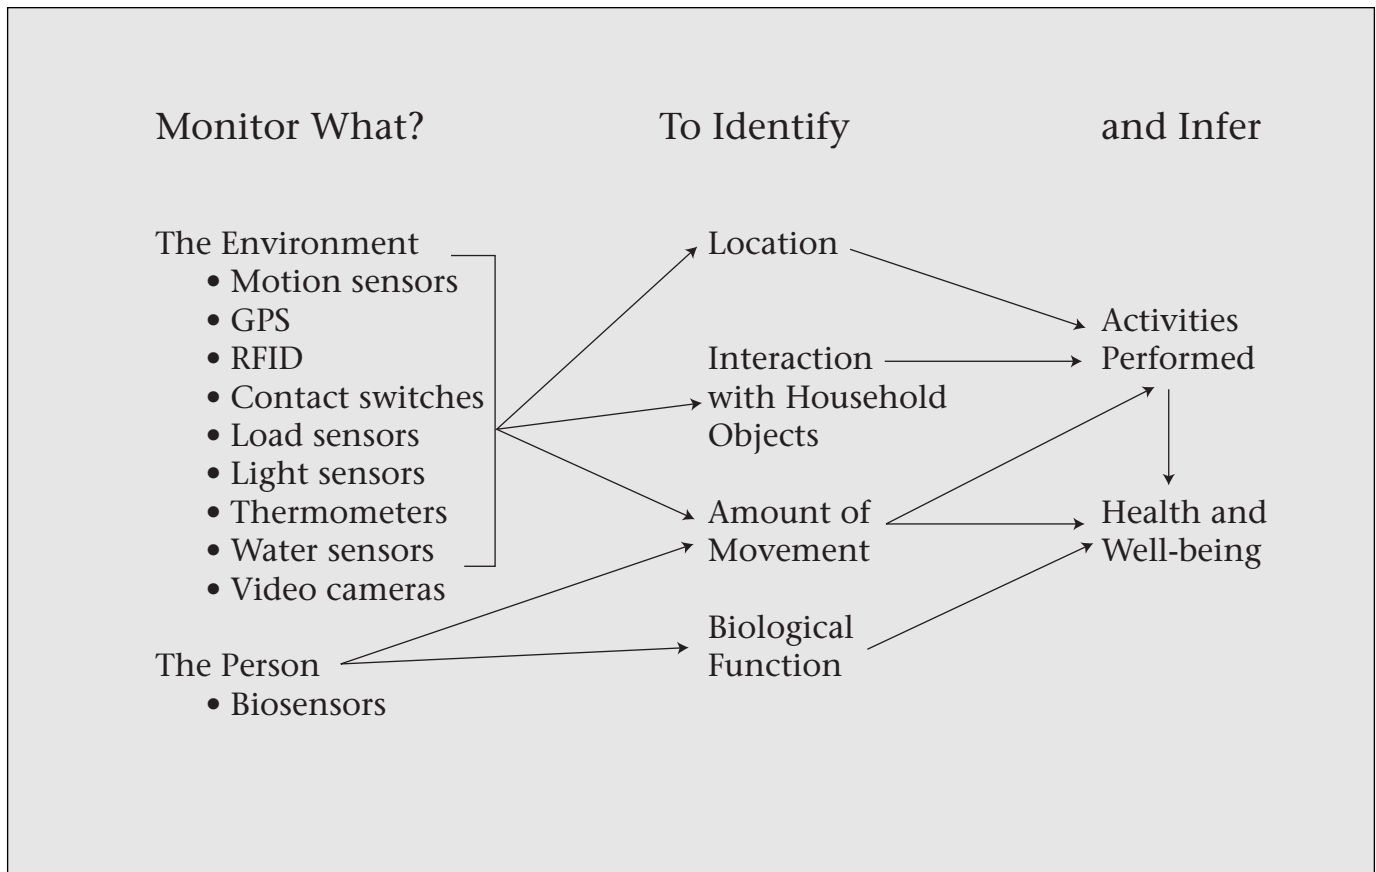 Monitor What?
To Identify
and Infer
The Environment
• Motion sensors
• GPS
• RFID
• Contact switches
• Load sensors
• Light sensors
• Thermometers
• Water sensors
• Video cameras
The Person
• Biosensors
Location
Interaction
with Household
Objects
Amount of
Movement
Biological
Function
Activities
Performed
Health and
Well-being